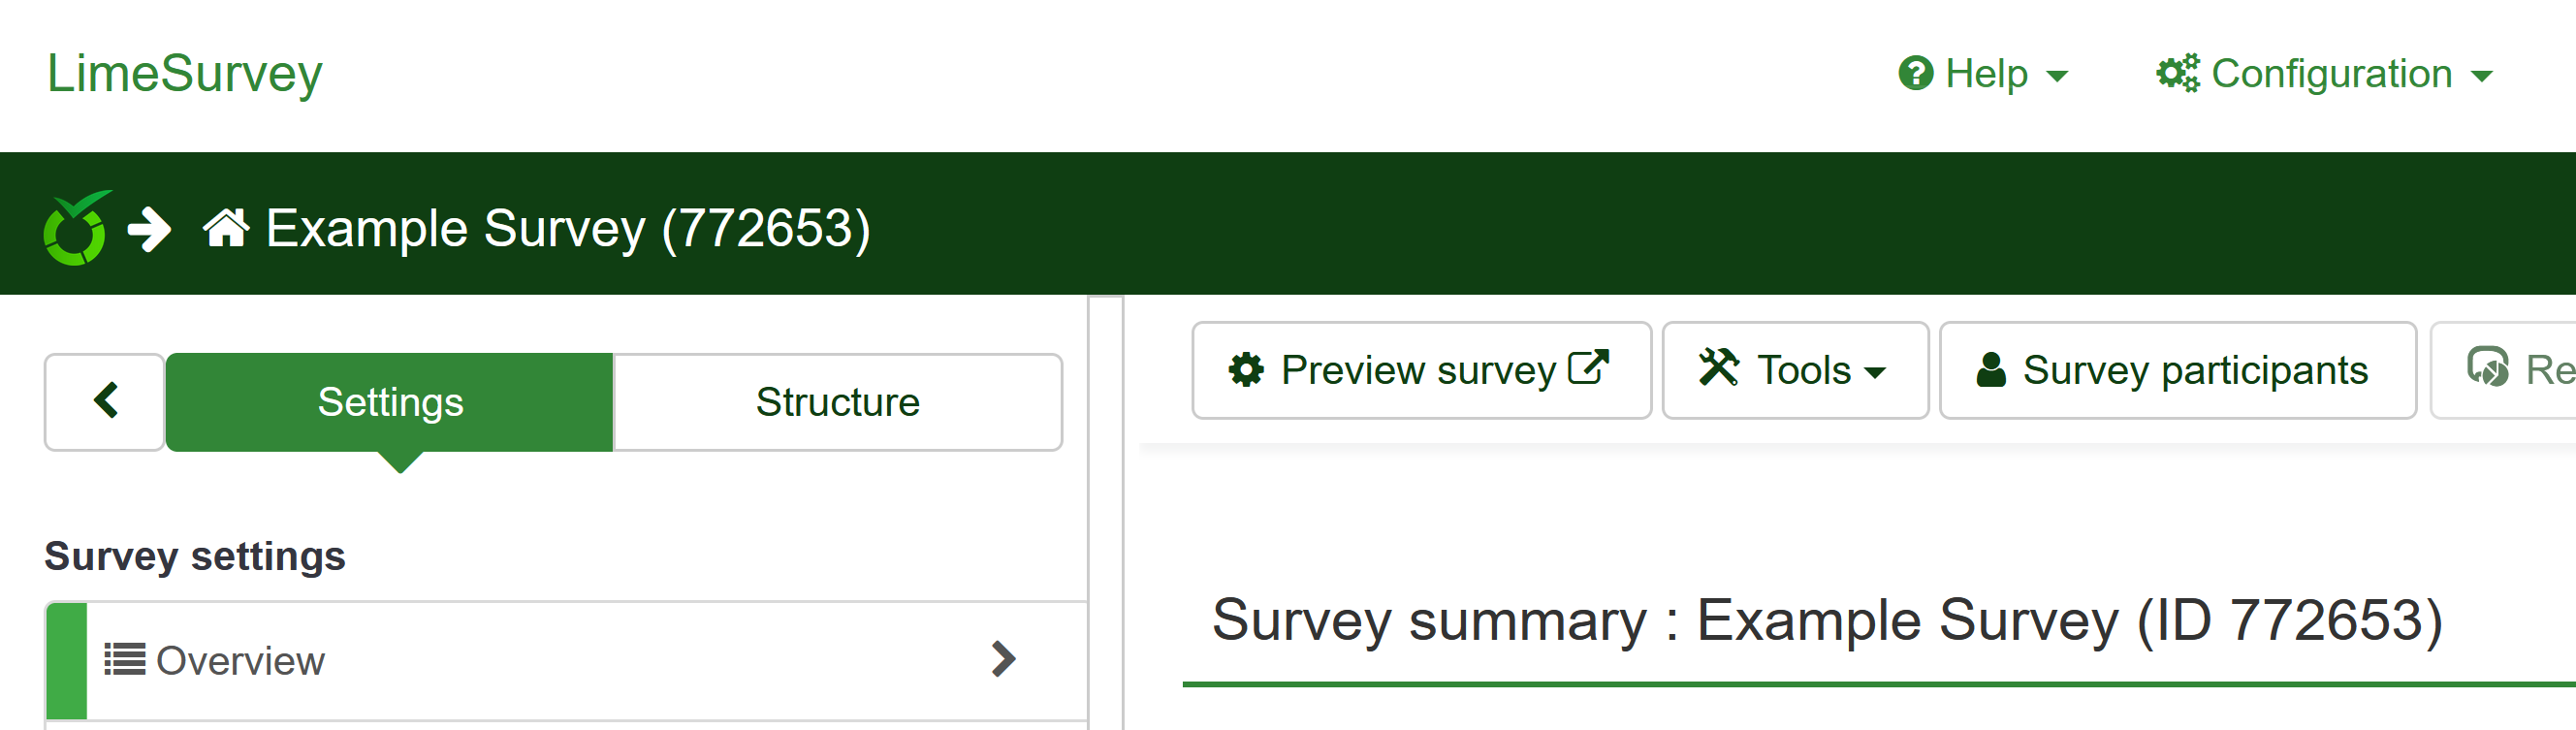 LimeSurvey
Help
Configuration
Example Survey (772653)
Settings
Structure
Preview survey
Tools
Survey participants
Re
Survey settings
Overview
Survey summary : Example Survey (ID 772653)